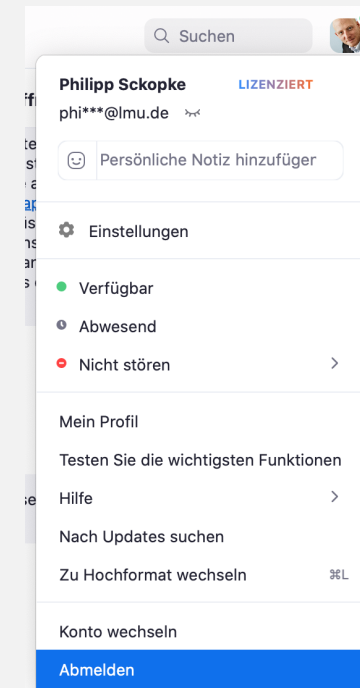 Suchen
Philipp Sckopke
LIZENZIERT
phi***@lmu.de
Persönliche Notiz hinzufüger
Einstellungen
Verfügbar
Abwesend
Nicht stören
Mein Profil
Testen Sie die wichtigsten Funktionen
Hilfe
Nach Updates suchen
Zu Hochformat wechseln ⌘L
Konto wechseln
Abmelden